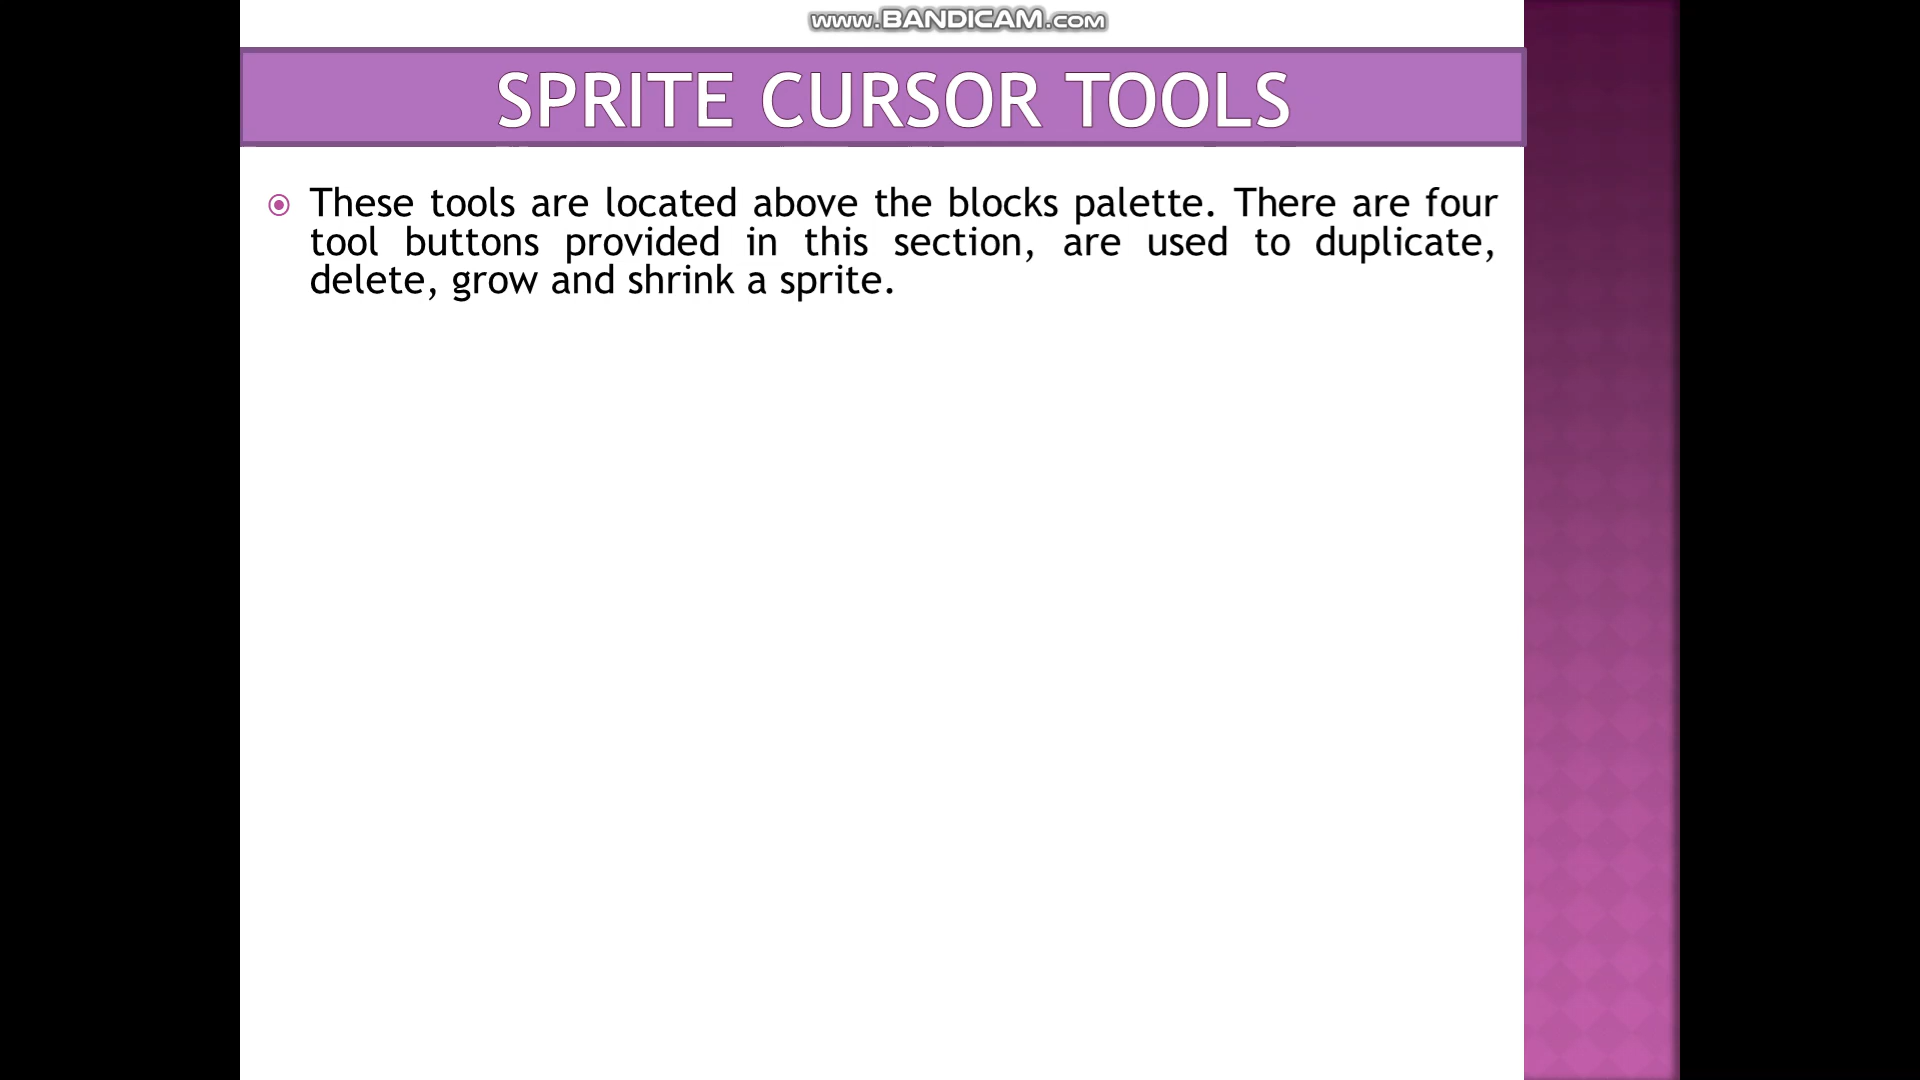 www.BANDICAM.com
SPRITE CURSOR TOOLS
These tools are located above the blocks palette. There are four
tool buttons provided in this section, are used to duplicate,
delete, grow and shrink a sprite.